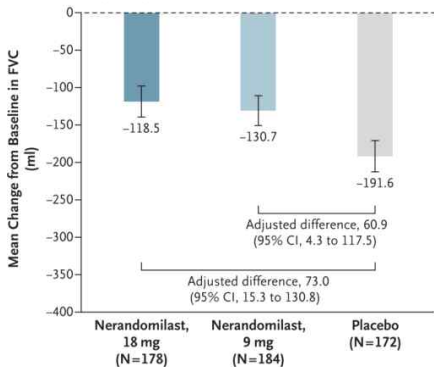 Mean Change from Baseline in FVC
(ml)
0
−50
−100
−150
−200
−250
−300
−350
−400
−118.5
−130.7
−191.6
Adjusted difference, 60.9
(95% CI, 4.3 to 117.5)
Adjusted difference, 73.0
(95% CI, 15.3 to 130.8)
Nerandomilast,
18 mg
(N=178)
Nerandomilast,
9 mg
(N=184)
Placebo
(N=172)